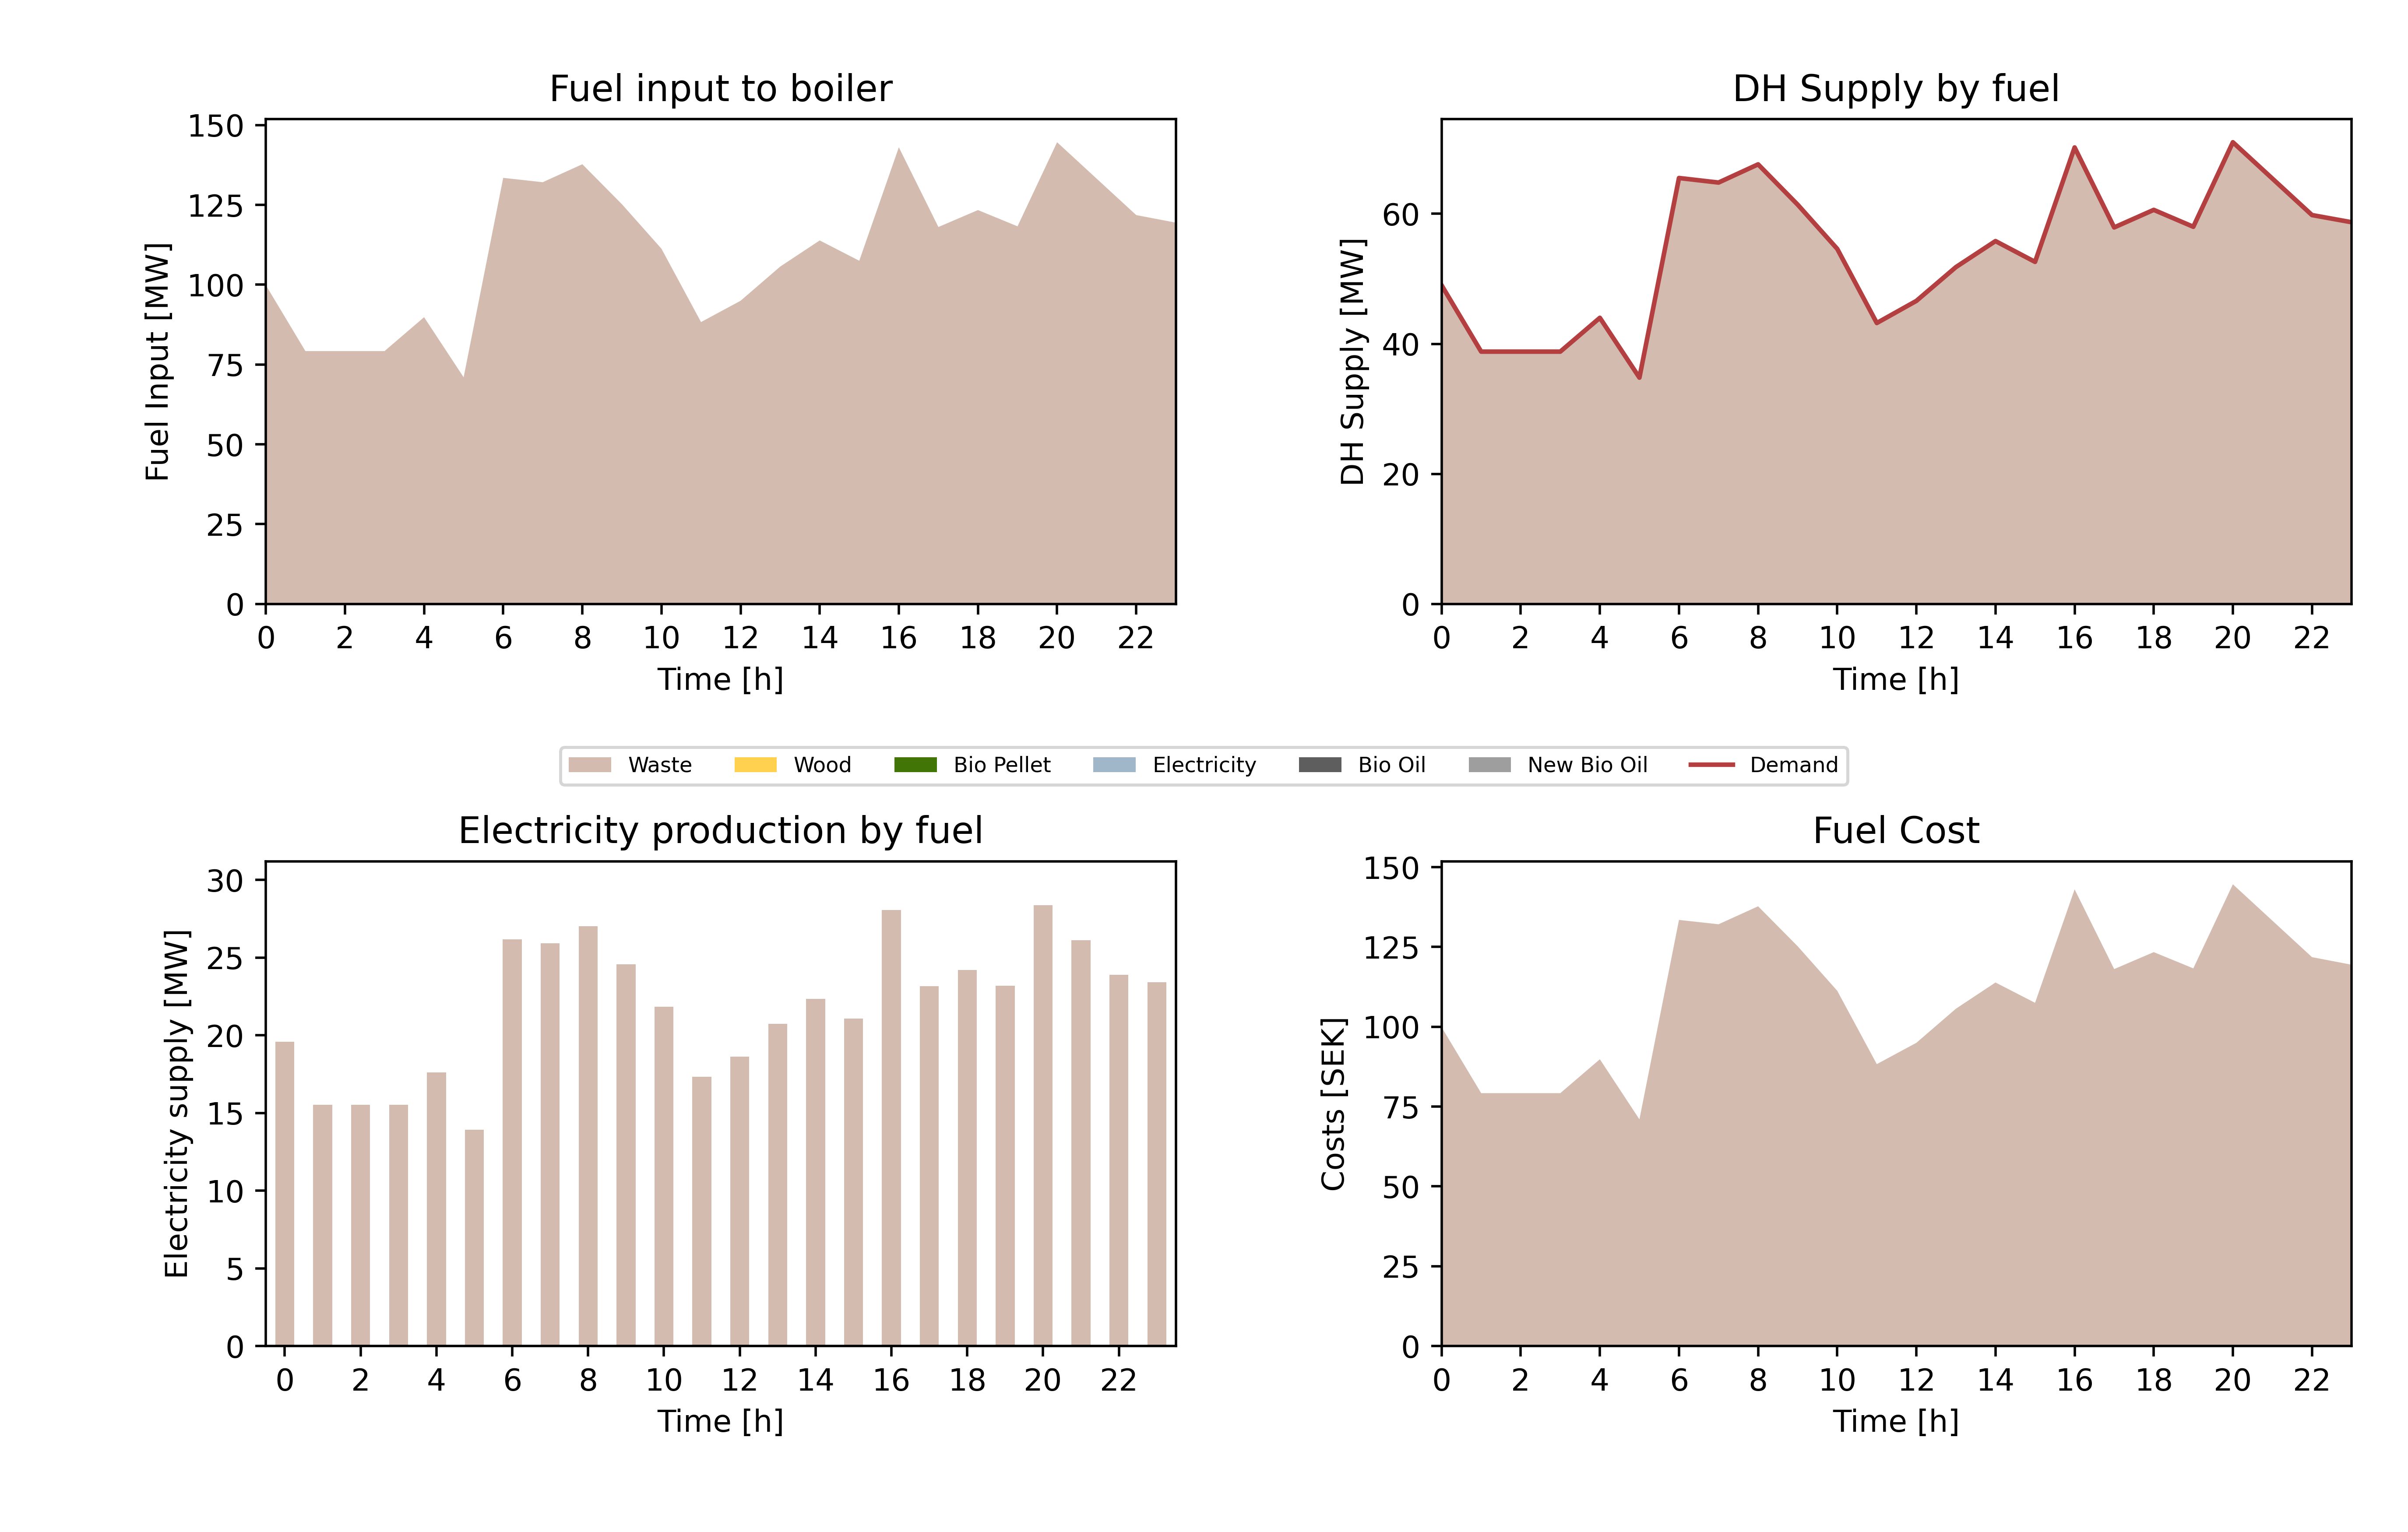 Fuel input to boiler
Fuel Input [MW]
150
125
100
75
50
25
0
0 2 4 6 8 10 12 14 16 18 20 22
Time [h]
DH Supply by fuel
DH Supply [MW]
60
40
20
0
0 2 4 6 8 10 12 14 16 18 20 22
Time [h]
Waste Wood Bio Pellet Electricity Bio Oil New Bio Oil Demand
Electricity production by fuel
Electricity supply [MW]
30
25
20
15
10
5
0
0 2 4 6 8 10 12 14 16 18 20 22
Time [h]
Fuel Cost
Costs [SEK]
150
125
100
75
50
25
0
0 2 4 6 8 10 12 14 16 18 20 22
Time [h]